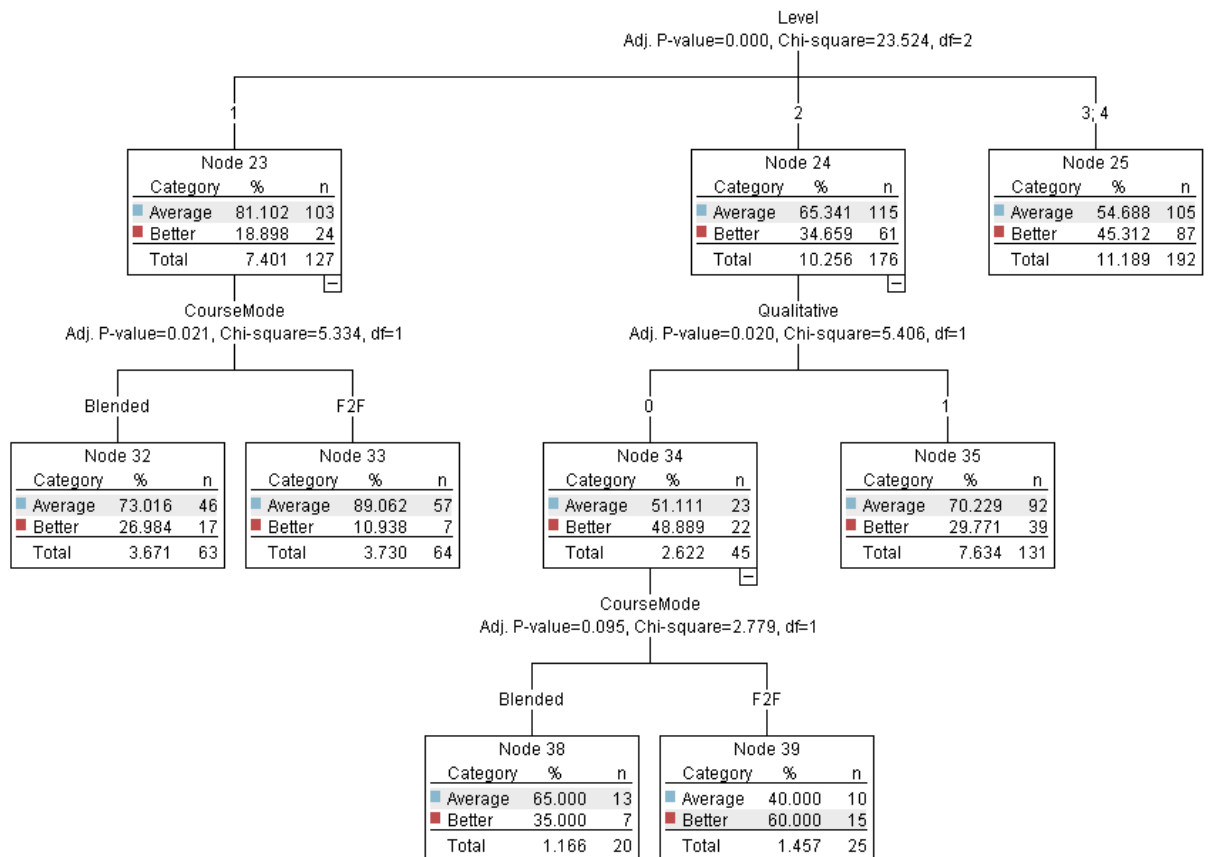 Level
Adj. P-value=0.000, Chi-square=23.524, df=2
1
2
3; 4
Node 23
Category % n
Average 81.102 103
Better 18.898 24
Total 7.401 127
Node 24
Category % n
Average 65.341 115
Better 34.659 61
Total 10.256 176
Node 25
Category % n
Average 54.688 105
Better 45.312 87
Total 11.189 192
CourseMode
Adj. P-value=0.021, Chi-square=5.334, df=1
Qualitative
Adj. P-value=0.020, Chi-square=5.406, df=1
Blended
F2F
0
1
Node 32
Category % n
Average 73.016 46
Better 26.984 17
Total 3.671 63
Node 33
Category % n
Average 89.062 57
Better 10.938 7
Total 3.730 64
Node 34
Category % n
Average 51.111 23
Better 48.889 22
Total 2.622 45
Node 35
Category % n
Average 70.229 92
Better 29.771 39
Total 7.634 131
CourseMode
Adj. P-value=0.095, Chi-square=2.779, df=1
Blended
F2F
Node 38
Category % n
Average 65.000 13
Better 35.000 7
Total 1.166 20
Node 39
Category % n
Average 40.000 10
Better 60.000 15
Total 1.457 25